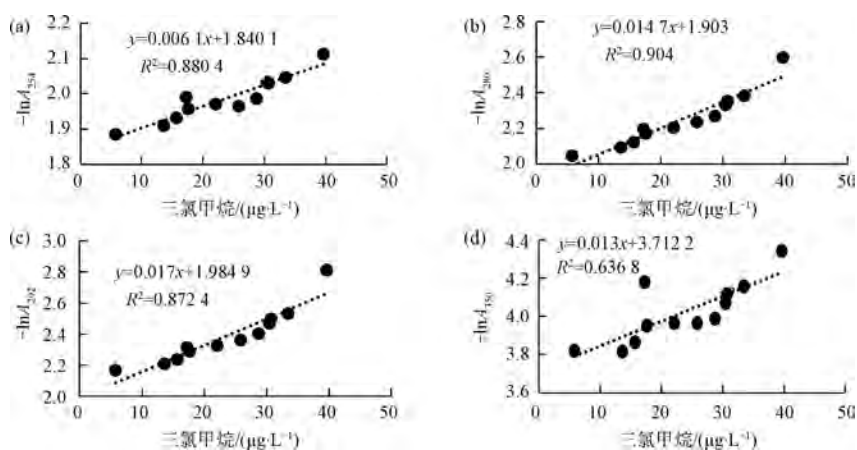 (a)
y=0.006 1x+1.840 1
R²=0.880 4
2.2
2.1
2.0
1.9
1.8
−lnA₂₅₄
0 10 20 30 40 50
三氯甲烷/(μg·L⁻¹)
(b)
y=0.014 7x+1.903
R²=0.904
2.8
2.6
2.4
2.2
2.0
−lnA₂₈₀
0 10 20 30 40 50
三氯甲烷/(μg·L⁻¹)
(c)
y=0.017x+1.984 9
R²=0.872 4
3.0
2.8
2.6
2.4
2.2
2.0
−lnA₂₉₂
0 10 20 30 40 50
三氯甲烷/(μg·L⁻¹)
(d)
y=0.013x+3.712 2
R²=0.636 8
4.4
4.2
4.0
3.8
3.6
−lnA₃₅₀
0 10 20 30 40 50
三氯甲烷/(μg·L⁻¹)